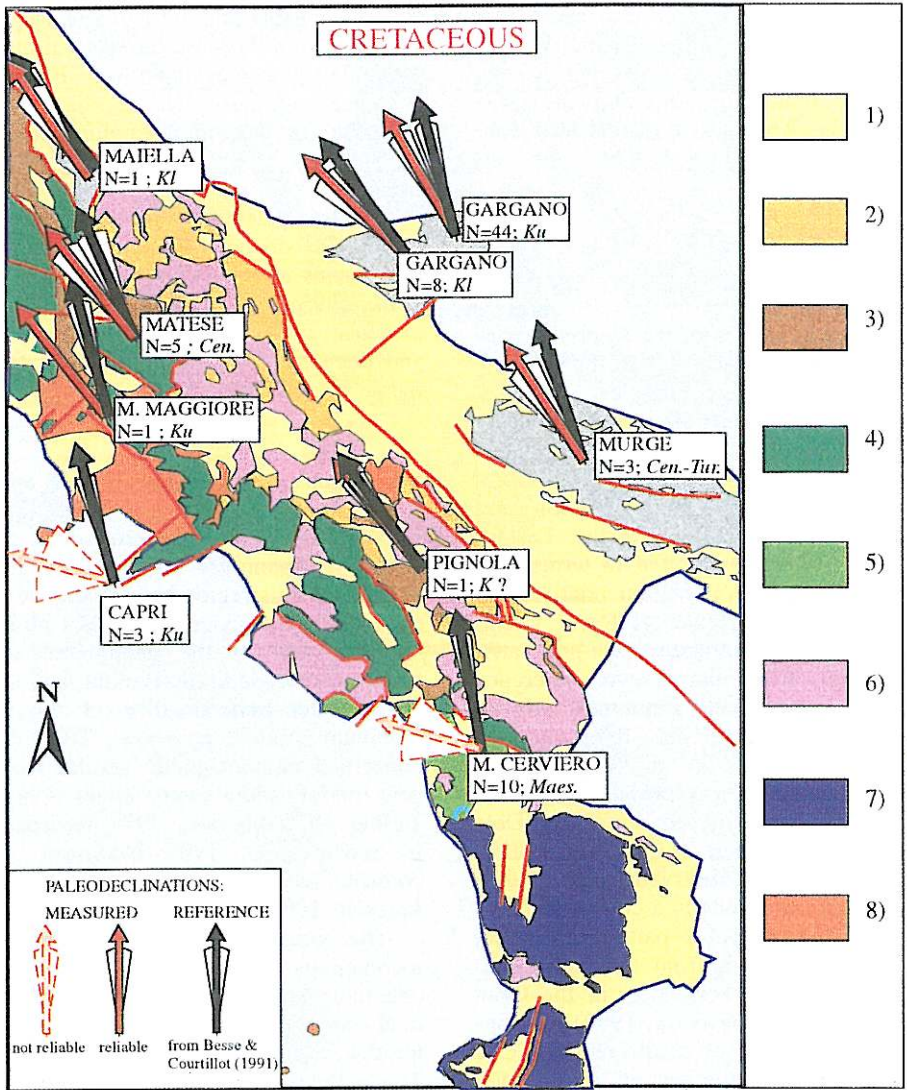 CRETACEOUS
MAIELLA
N=1 ; Kl
GARGANO
N=44; Ku
GARGANO
N=8; Kl
MATESE
N=5 ; Cen.
M. MAGGIORE
N=1 ; Ku
MURGE
N=3; Cen.-Tur.
PIGNOLA
N=1; K ?
CAPRI
N=3 ; Ku
N
M. CERVIERO
N=10; Maes.
PALEODECLINATIONS:
MEASURED REFERENCE
not reliable reliable
from Besse &
Courtillot (1991)
1)
2)
3)
4)
5)
6)
7)
8)